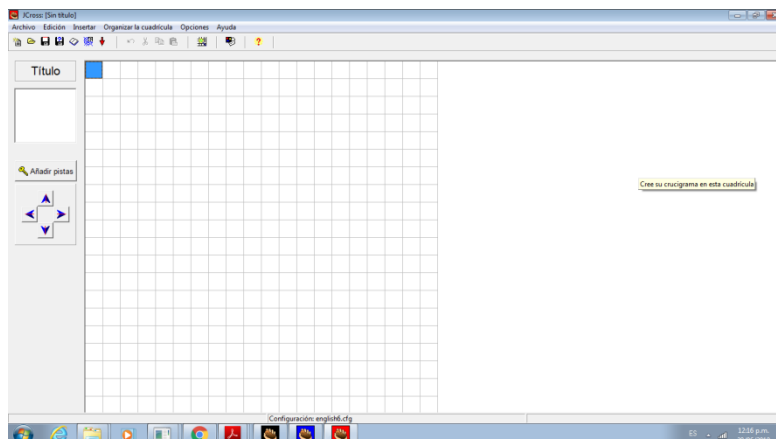 JCross: [Sin título]
Archivo Edición Insertar Organizar la cuadrícula Opciones Ayuda
Título
Añadir pistas
Cree su crucigrama en esta cuadrícula
Configuración: english6.cfg
ES
12:16 p.m.